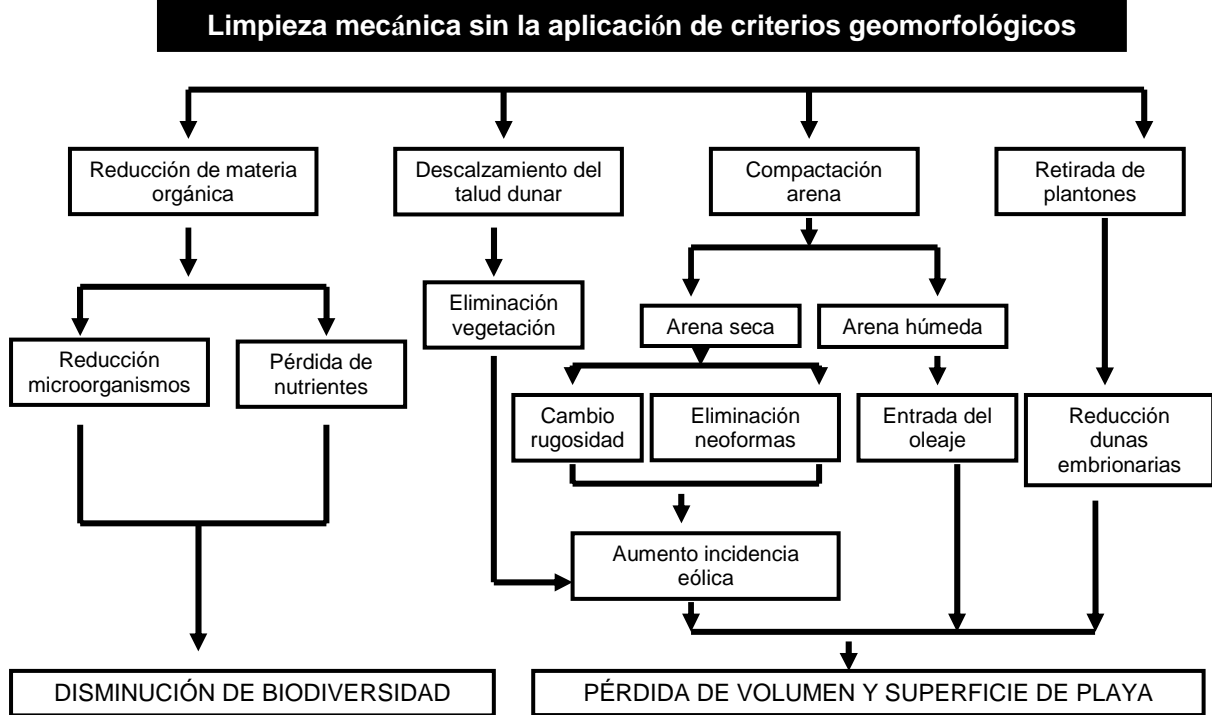 Limpieza mecánica sin la aplicación de criterios geomorfológicos
Reducción de materia
orgánica
Descalzamiento del
talud dunar
Compactación
arena
Retirada de
plantones
Eliminación
vegetación
Arena seca
Arena húmeda
Reducción
microorganismos
Pérdida de
nutrientes
Cambio
rugosidad
Eliminación
neoformas
Entrada del
oleaje
Reducción
dunas
embrionarias
Aumento incidencia
eólica
DISMINUCIÓN DE BIODIVERSIDAD
PÉRDIDA DE VOLUMEN Y SUPERFICIE DE PLAYA